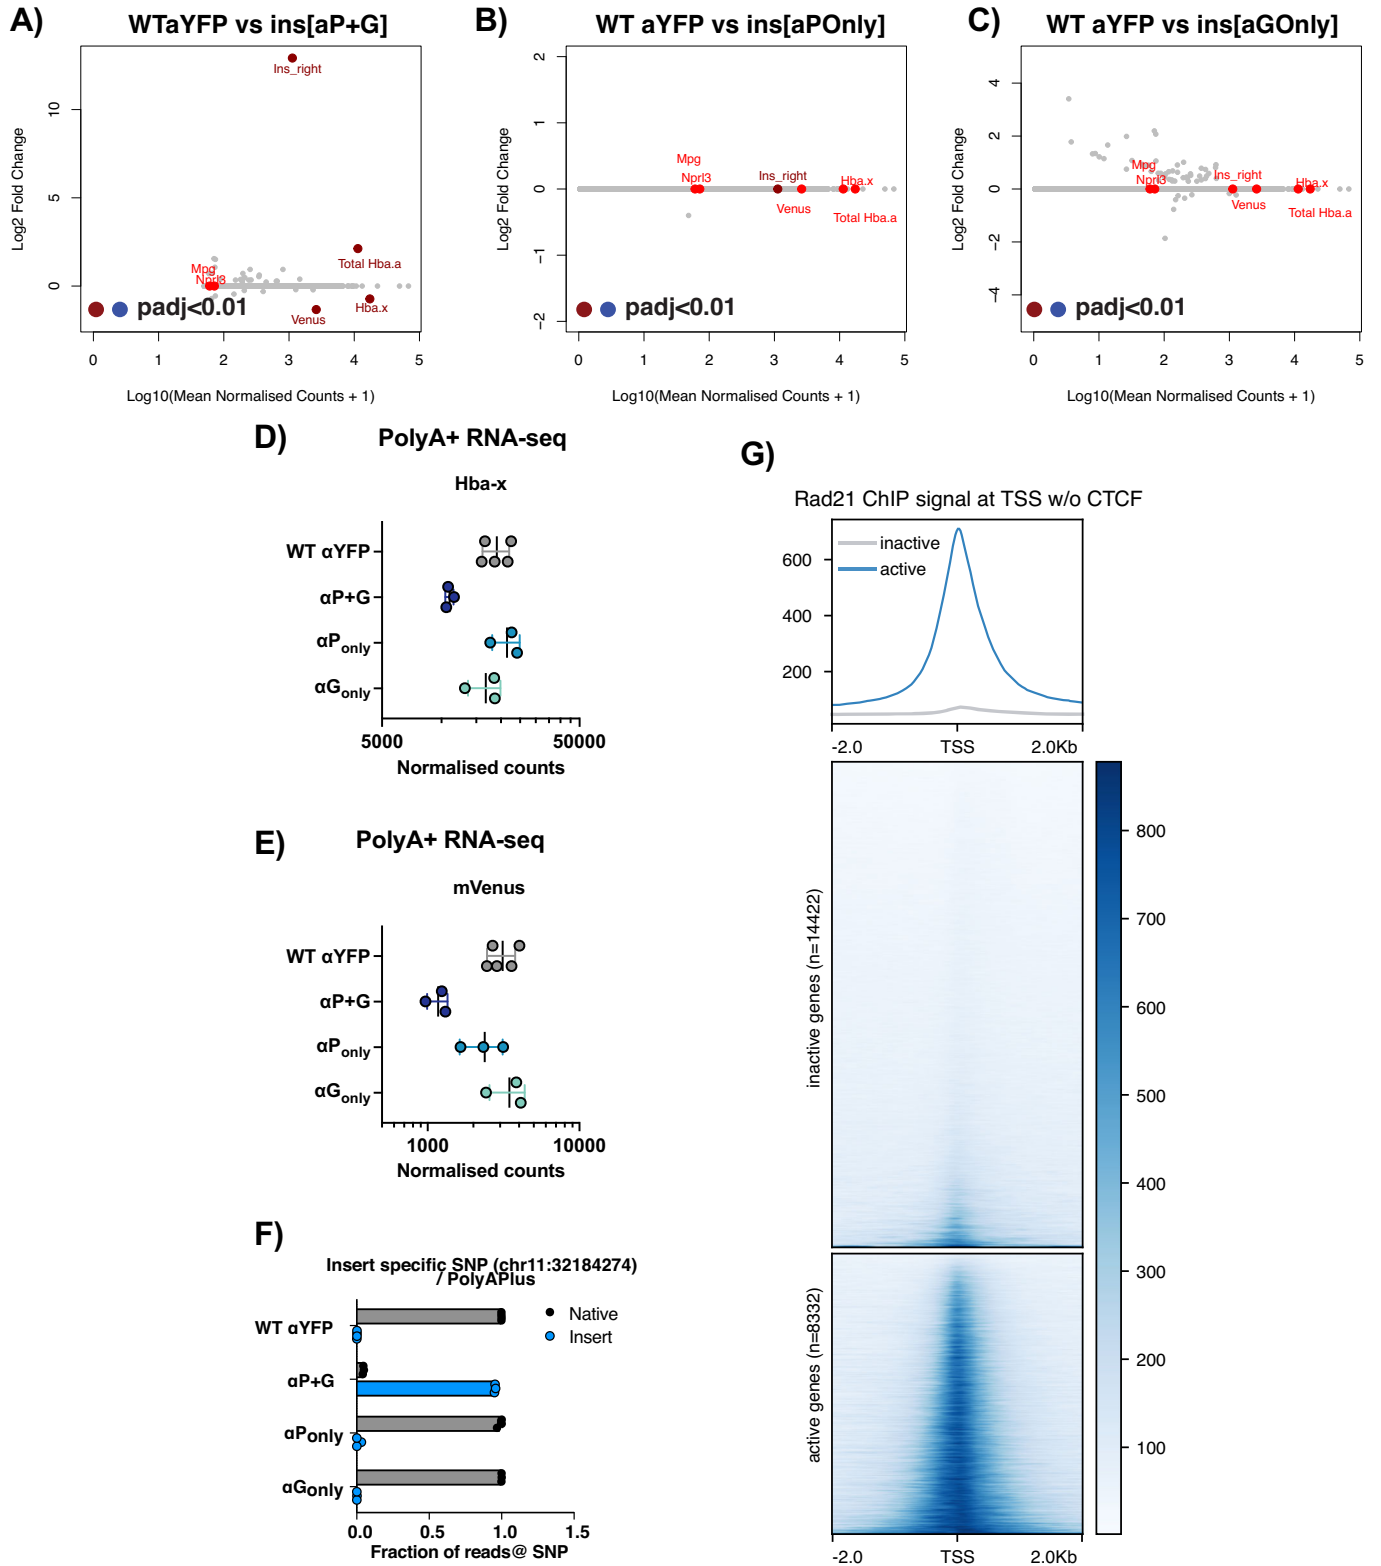 A)
WTaYFP vs ins[aP+G]
Log2 Fold Change
10
5
0
Ins_right
Total Hba.a
Mpg
Nprl3
Hba.x
Venus
padj<0.01
0 1 2 3 4 5
Log10(Mean Normalised Counts + 1)
B)
WT aYFP vs ins[aPOnly]
Log2 Fold Change
2
1
0
−1
−2
Mpg
Nprl3
Ins_right
Hba.x
Venus
Total Hba.a
padj<0.01
0 1 2 3 4 5
Log10(Mean Normalised Counts + 1)
C)
WT aYFP vs ins[aGOnly]
Log2 Fold Change
4
2
0
−2
−4
Mpg
Nprl3
Ins_right
Hba.x
Venus
Total Hba.a
padj<0.01
0 1 2 3 4 5
Log10(Mean Normalised Counts + 1)
D)
PolyA+ RNA-seq
Hba-x
WT αYFP
αP+G
αPonly
αGonly
5000 50000
Normalised counts
E)
PolyA+ RNA-seq
mVenus
WT αYFP
αP+G
αPonly
αGonly
1000 10000
Normalised counts
F)
Insert specific SNP (chr11:32184274)
/ PolyAPlus
Native
Insert
WT αYFP
αP+G
αPonly
αGonly
0.0 0.5 1.0 1.5
Fraction of reads@ SNP
G)
Rad21 ChIP signal at TSS w/o CTCF
600
400
200
inactive
active
-2.0 TSS 2.0Kb
inactive genes (n=14422)
active genes (n=8332)
800
700
600
500
400
300
200
100
-2.0 TSS 2.0Kb